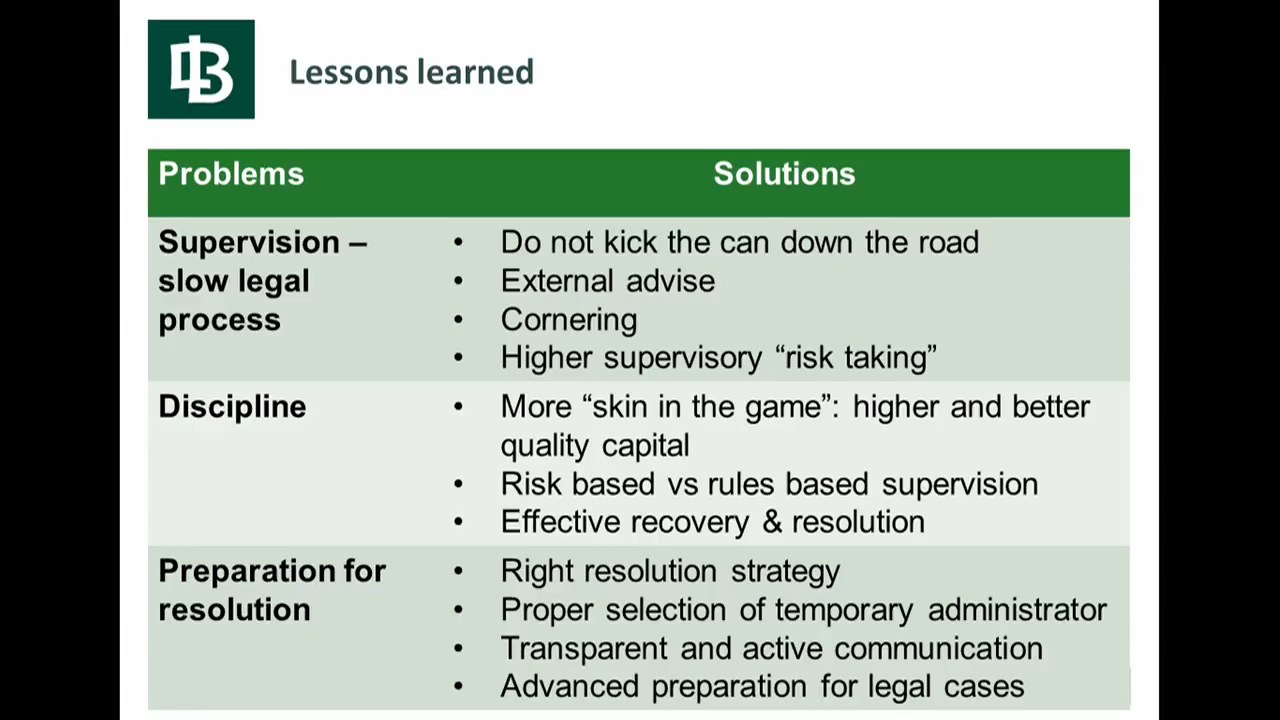 Lessons learned
Problems
Solutions
Supervision –
slow legal
process
• Do not kick the can down the road
• External advise
• Cornering
• Higher supervisory “risk taking”
Discipline
• More “skin in the game”: higher and better
quality capital
• Risk based vs rules based supervision
• Effective recovery & resolution
Preparation for
resolution
• Right resolution strategy
• Proper selection of temporary administrator
• Transparent and active communication
• Advanced preparation for legal cases